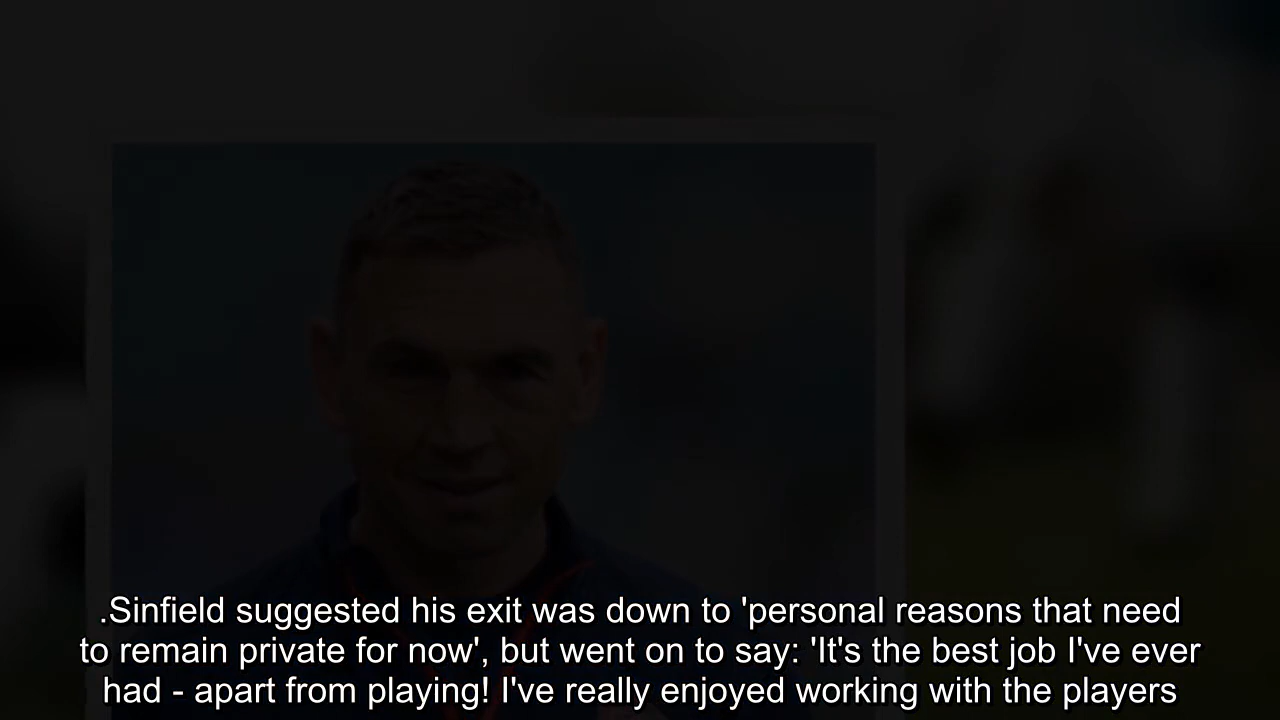 .Sinfield suggested his exit was down to 'personal reasons that need
to remain private for now', but went on to say: 'It's the best job I've ever
had - apart from playing! I've really enjoyed working with the players